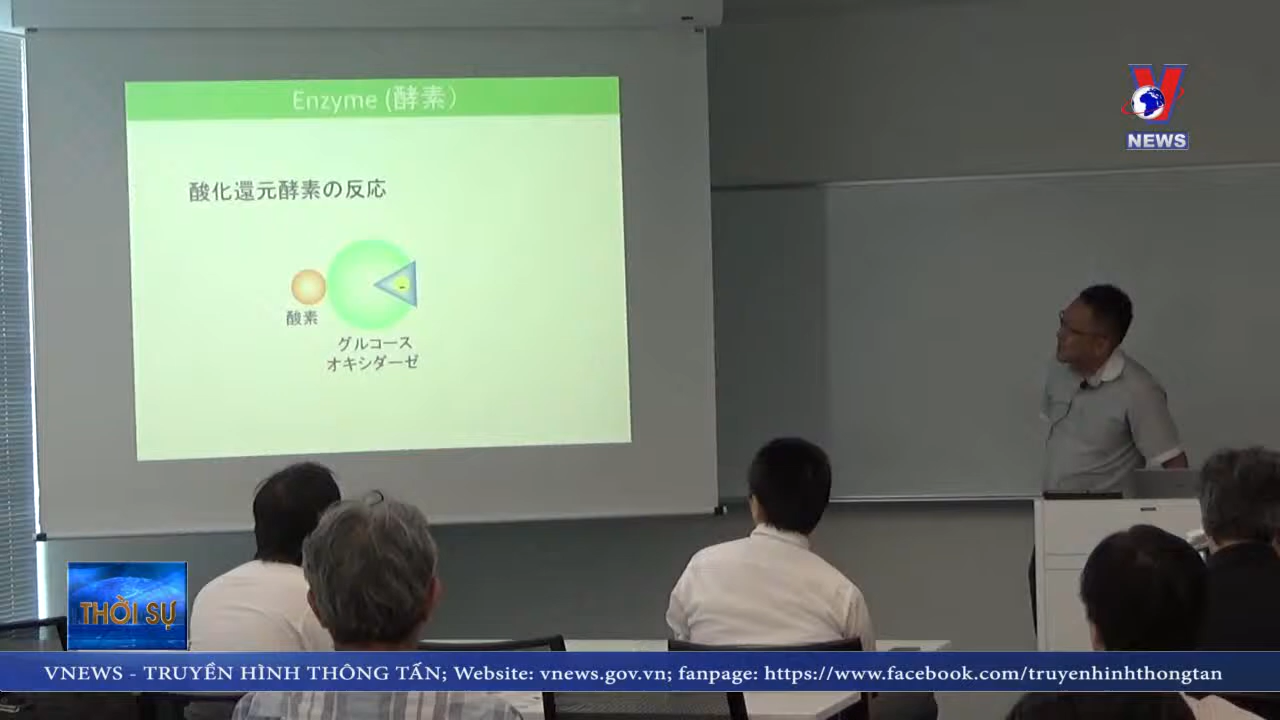 Enzyme (酵素)
酸化還元酵素の反応
酸素
グルコース
オキシダーゼ
V
NEWS
THỜI SỰ
VNEWS - TRUYỀN HÌNH THÔNG TẤN; Website: vnews.gov.vn; fanpage: https://www.facebook.com/truyenhinhthongtan